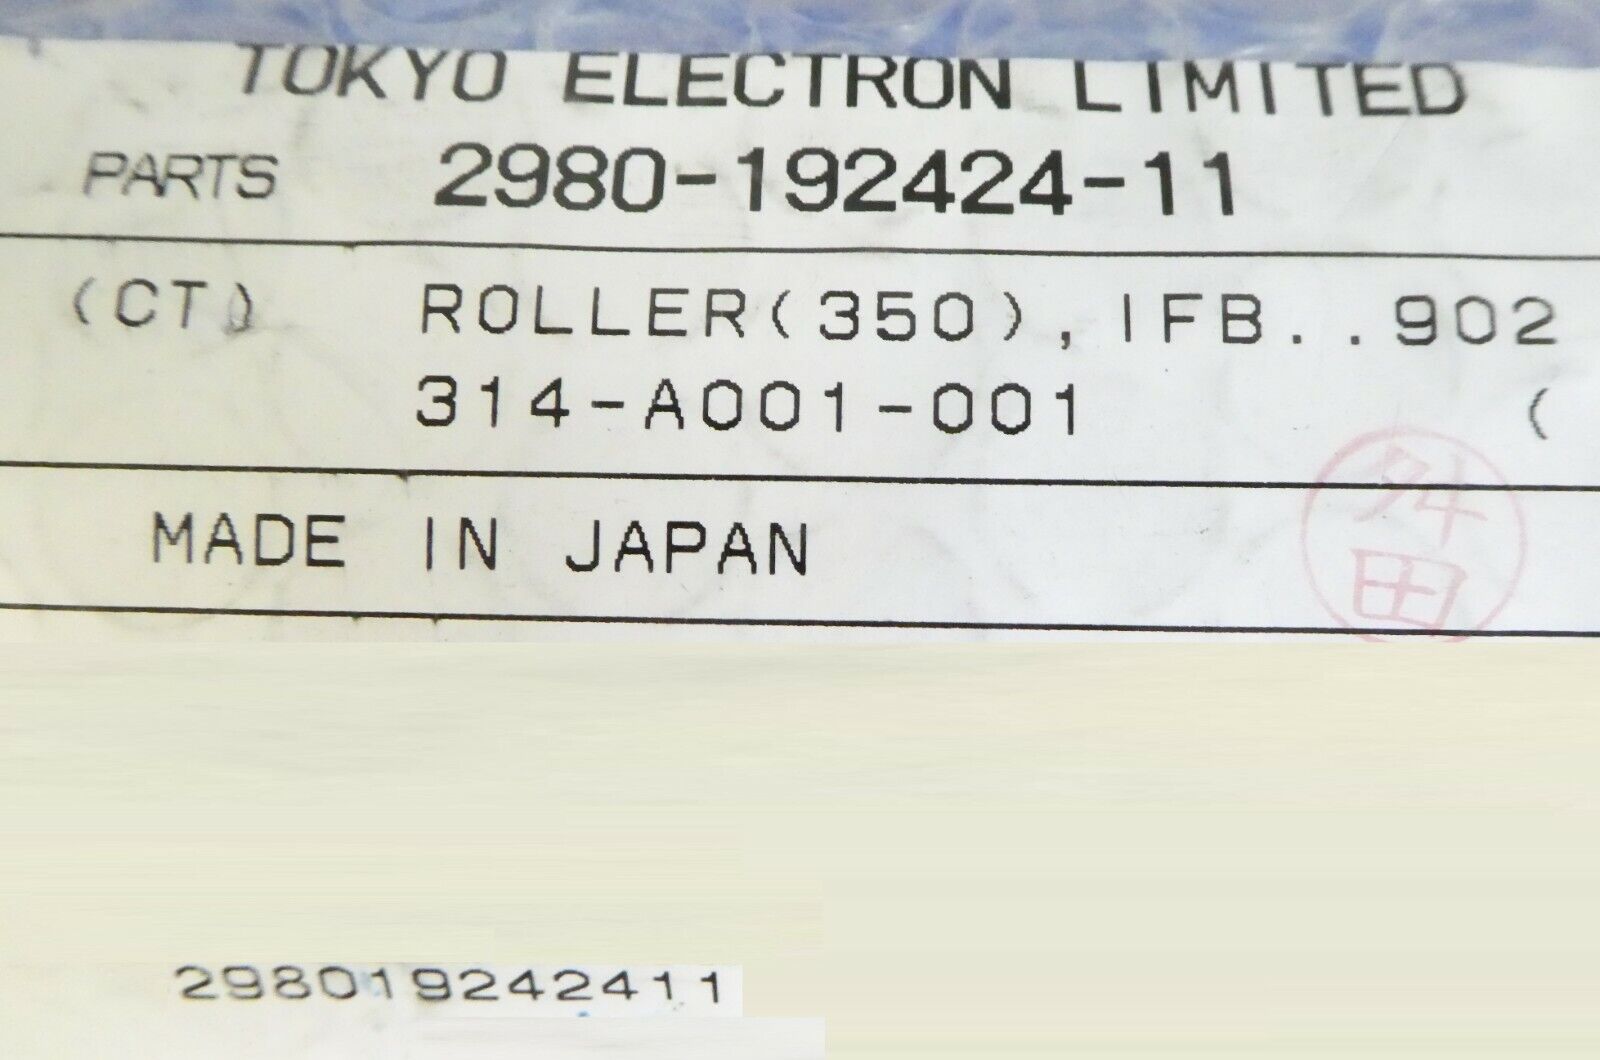 TOKYO ELECTRON LIMITED
PARTS 2980-192424-11
(CT) ROLLER(350),IFB..902
314-A001-001 (
MADE IN JAPAN
田
298019242411